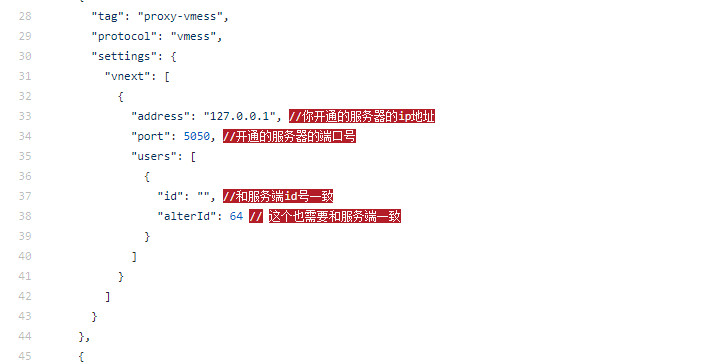 28 "tag": "proxy-vmess",
29 "protocol": "vmess",
30 "settings": {
31 "vnext": [
32 {
33 "address": "127.0.0.1", //你开通的服务器的ip地址
34 "port": 5050, //开通的服务器的端口号
35 "users": [
36 {
37 "id": "", //和服务端id号一致
38 "alterId": 64 // 这个也需要和服务端一致
39 }
40 ]
41 }
42 ]
43 }
44 },
45 {